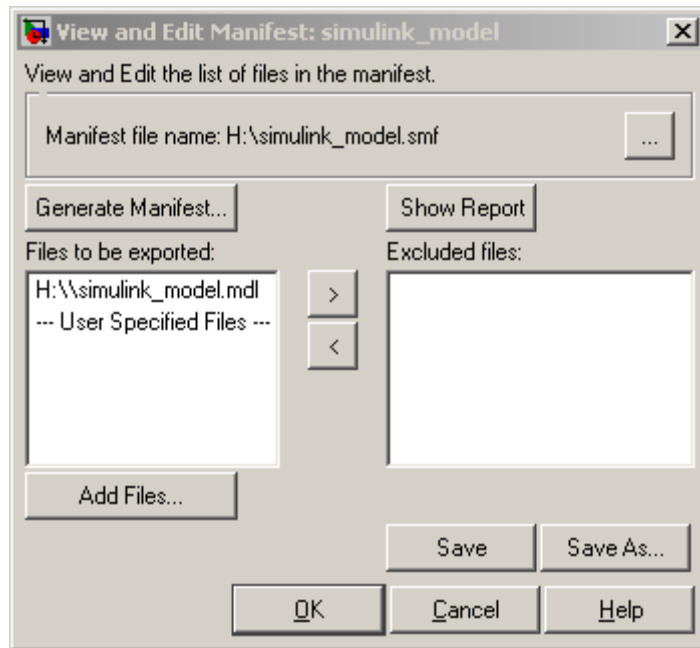 View and Edit Manifest: simulink_model
View and Edit the list of files in the manifest.
Manifest file name: H:\simulink_model.smf
...
Generate Manifest...
Show Report
Files to be exported:
Excluded files:
H:\\simulink_model.mdl
--- User Specified Files ---
>
<
Add Files...
Save
Save As...
OK
Cancel
Help